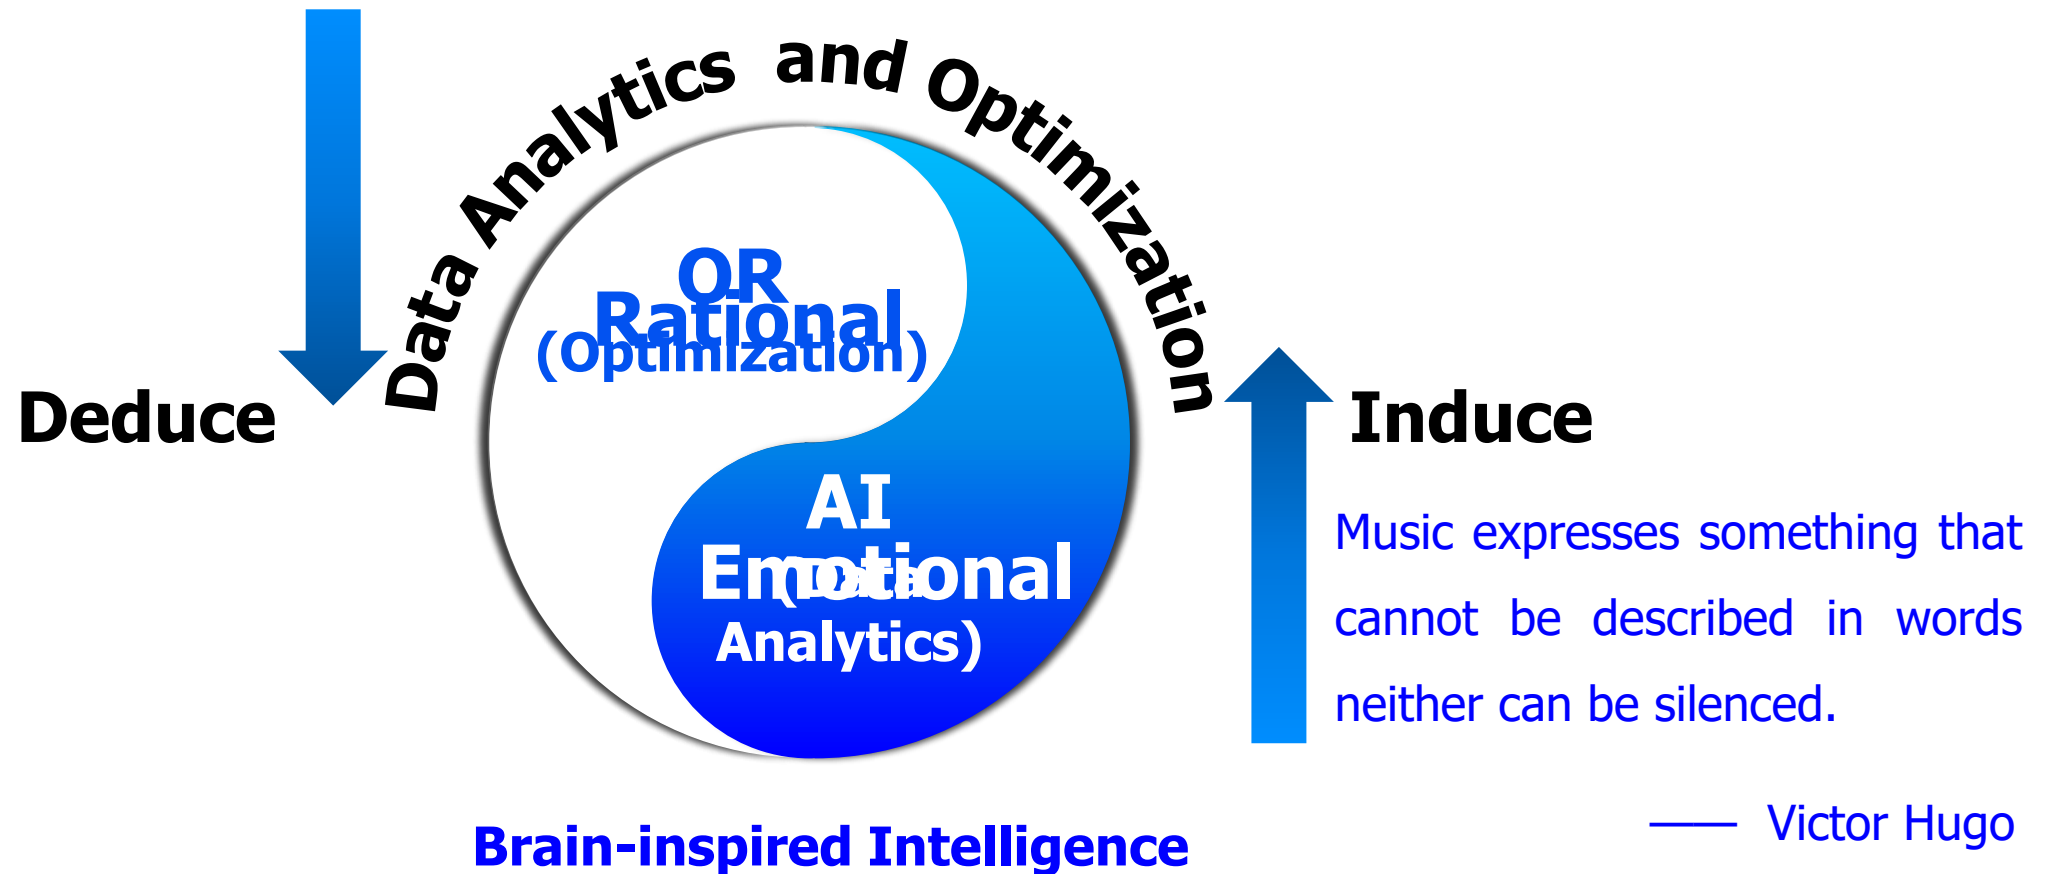 Data Analytics and Optimization
OR
Rational
(Optimization)
Deduce
Induce
AI
Emotional
(Data
Analytics)
Music expresses something that
cannot be described in words
neither can be silenced.
—— Victor Hugo
Brain-inspired Intelligence